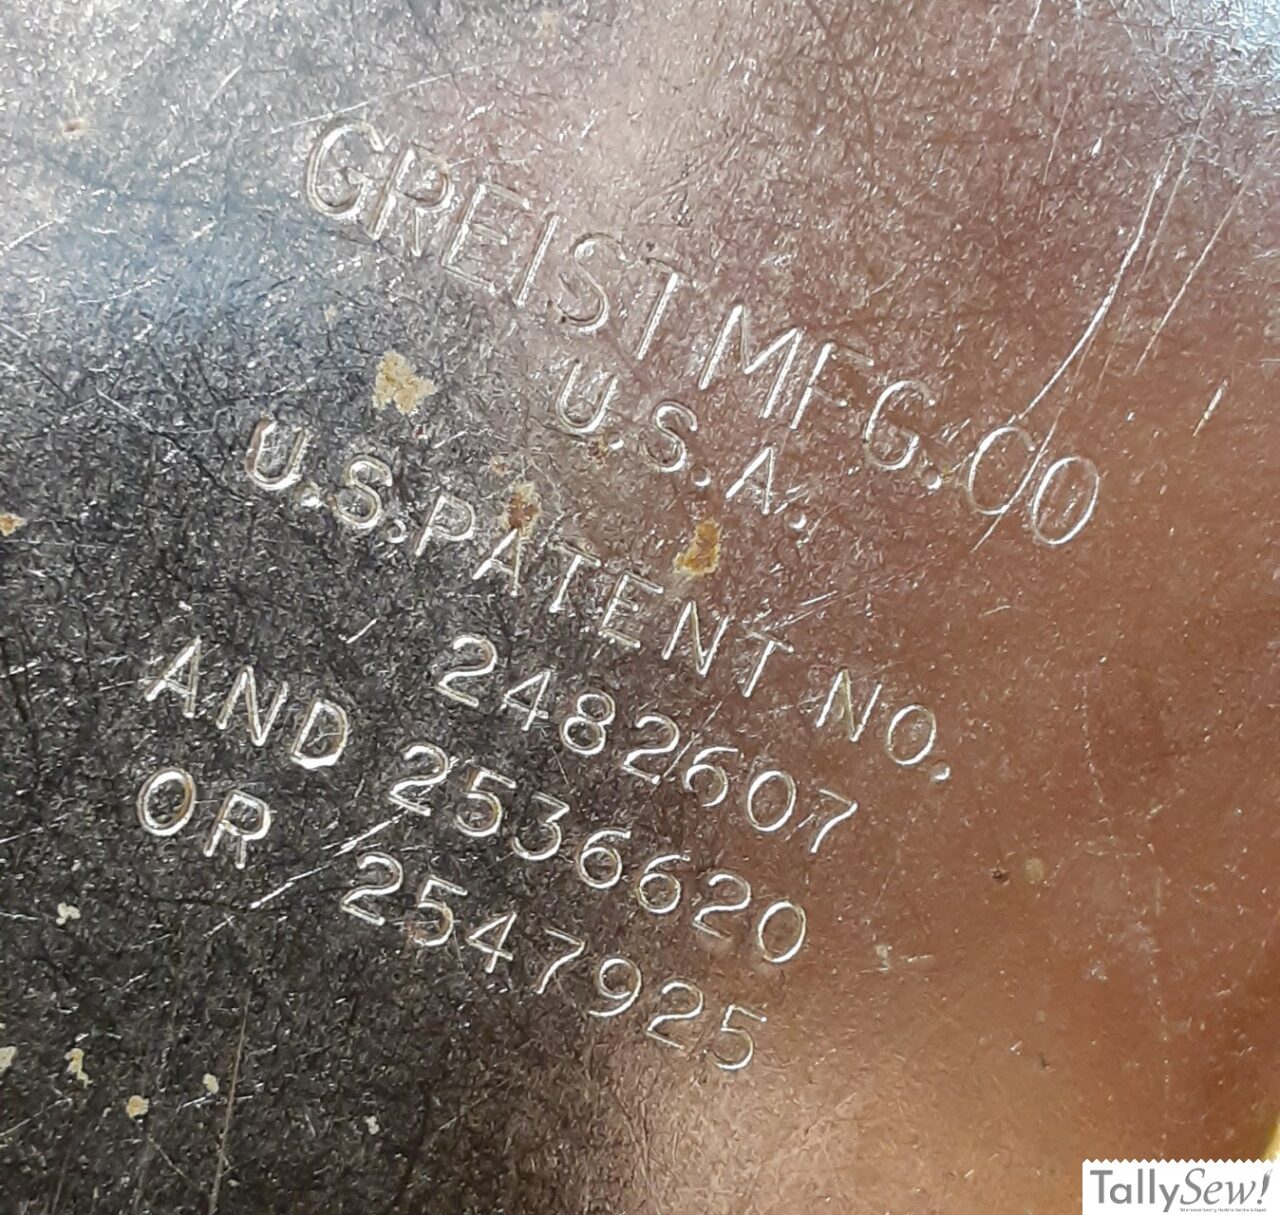 GREIST MFG. CO
U.S.A.
U.S. PATENT NO.
2482607
AND 2536620
OR 2547925
TallySew!